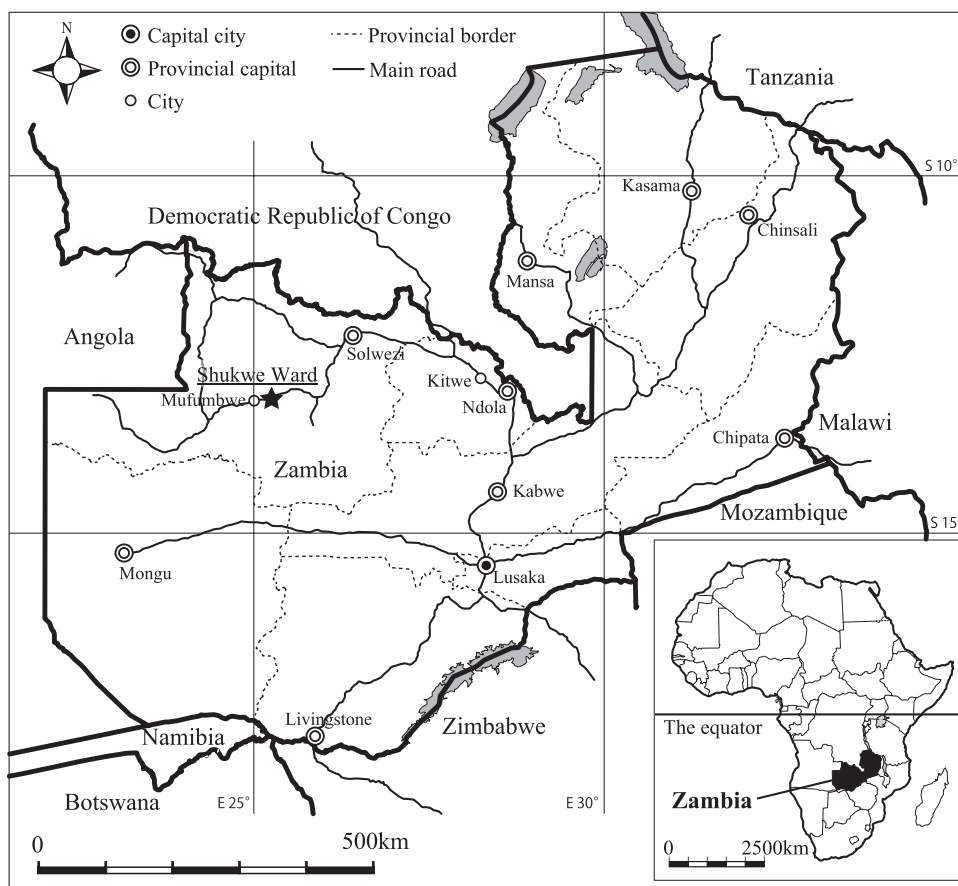 N
Capital city
Provincial capital
City
Provincial border
Main road
Tanzania
S 10°
Kasama
Chinsali
Democratic Republic of Congo
Mansa
Angola
Solwezi
Shukwe Ward
Kitwe
Mufumbwe
Ndola
Chipata
Malawi
Zambia
Kabwe
Mozambique
S 15
Mongu
Lusaka
Livingstone
Zimbabwe
Namibia
Botswana
E 25°
E 30°
0
500km
The equator
Zambia
0
2500km